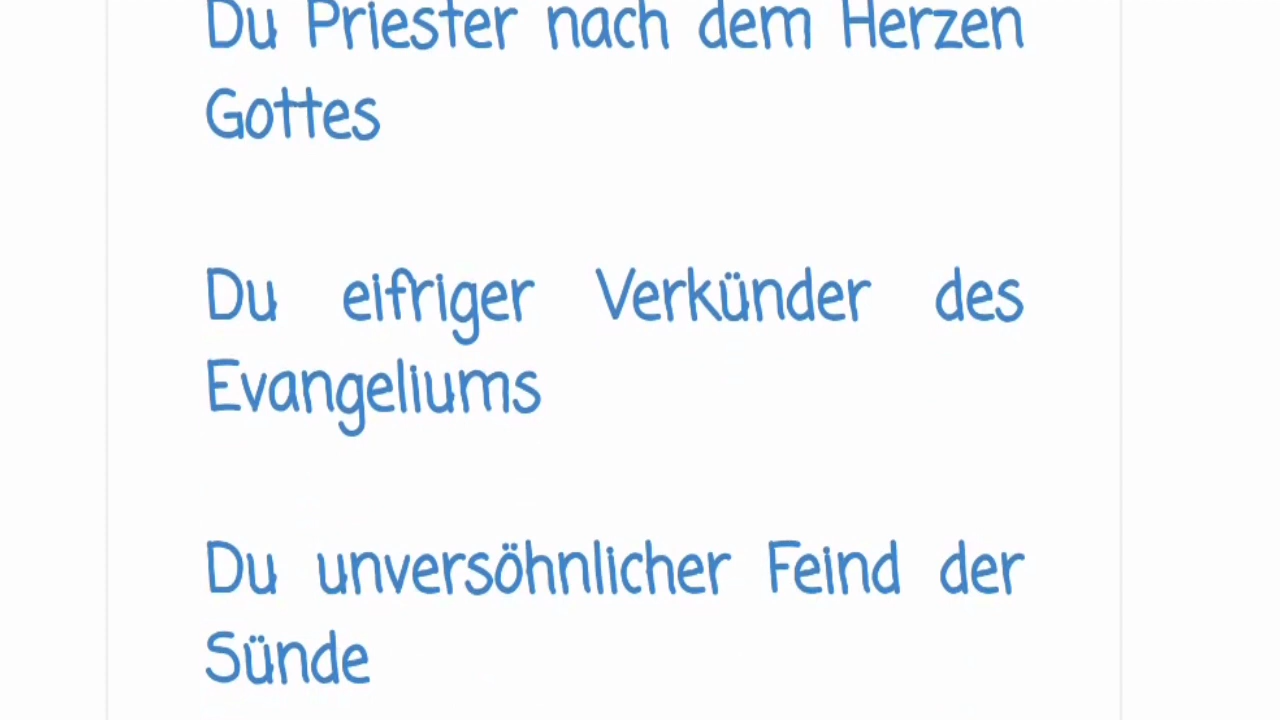 Du Priester nach dem Herzen
Gottes
Du eifriger Verkünder des
Evangeliums
Du unversöhnlicher Feind der
Sünde